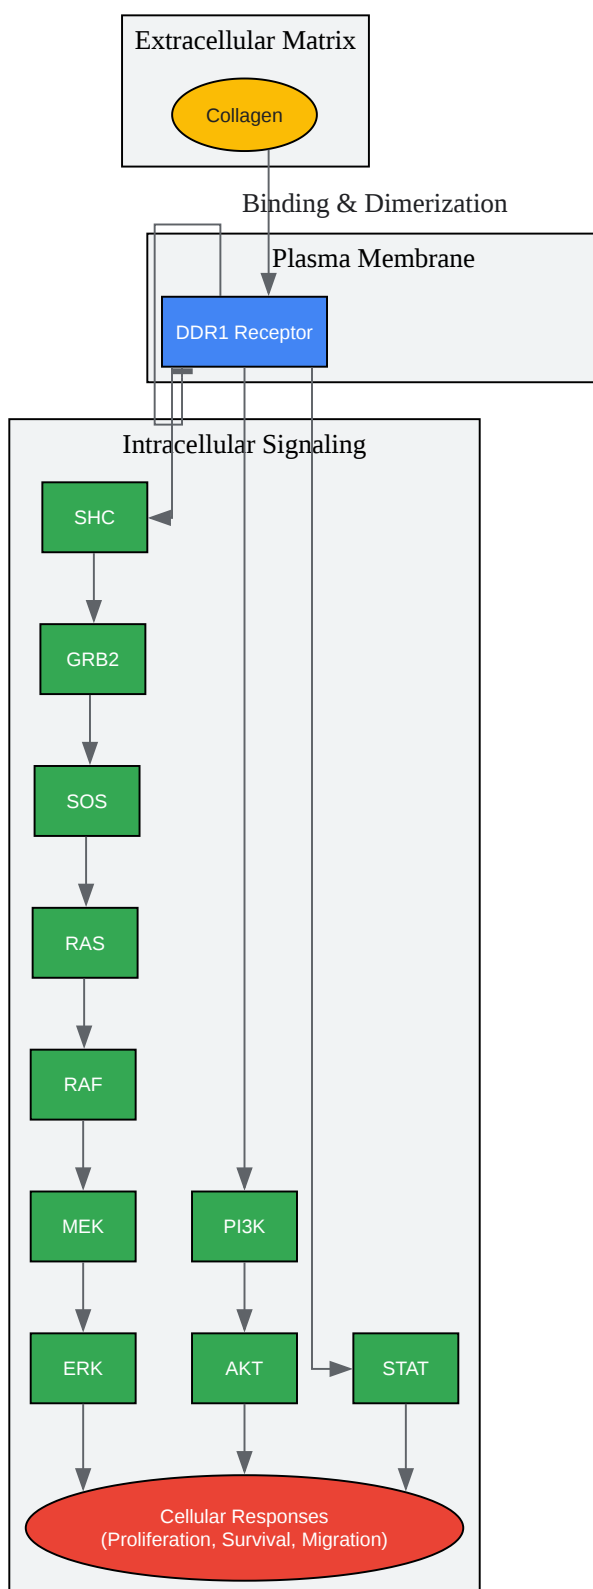 Extracellular Matrix
Collagen
Binding & Dimerization
Plasma Membrane
DDR1 Receptor
Intracellular Signaling
SHC
GRB2
SOS
RAS
RAF
MEK
PI3K
ERK
AKT
STAT
Cellular Responses
(Proliferation, Survival, Migration)